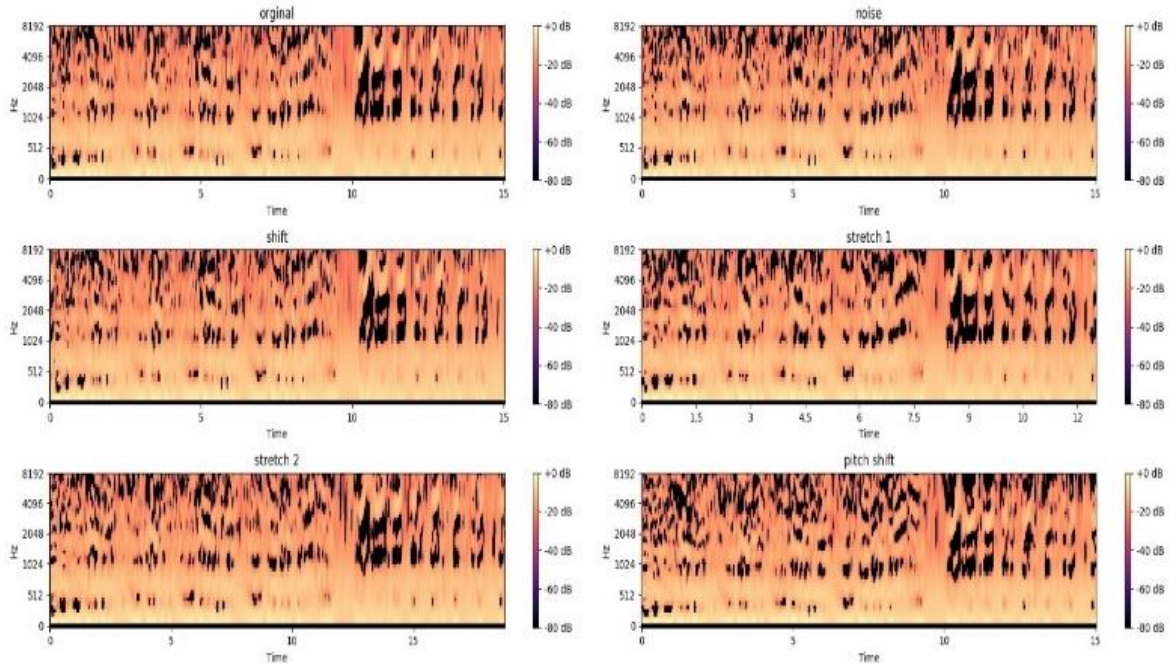 orginal
8192
4096
2048
1024
512
0
Hz
0 5 10 15
Time
+0 dB
-20 dB
-40 dB
-60 dB
-80 dB
noise
8192
4096
2048
1024
512
0
Hz
0 5 10 15
Time
+0 dB
-20 dB
-40 dB
-60 dB
-80 dB
shift
8192
4096
2048
1024
512
0
Hz
0 5 10 15
Time
+0 dB
-20 dB
-40 dB
-60 dB
-80 dB
stretch 1
8192
4096
2048
1024
512
0
Hz
0 1.5 3 4.5 6 7.5 9 10 12
Time
+0 dB
-20 dB
-40 dB
-60 dB
-80 dB
stretch 2
8192
4096
2048
1024
512
0
Hz
0 5 10 15
Time
+0 dB
-20 dB
-40 dB
-60 dB
-80 dB
pitch shift
8192
4096
2048
1024
512
0
Hz
0 5 10 15
Time
+0 dB
-20 dB
-40 dB
-60 dB
-80 dB